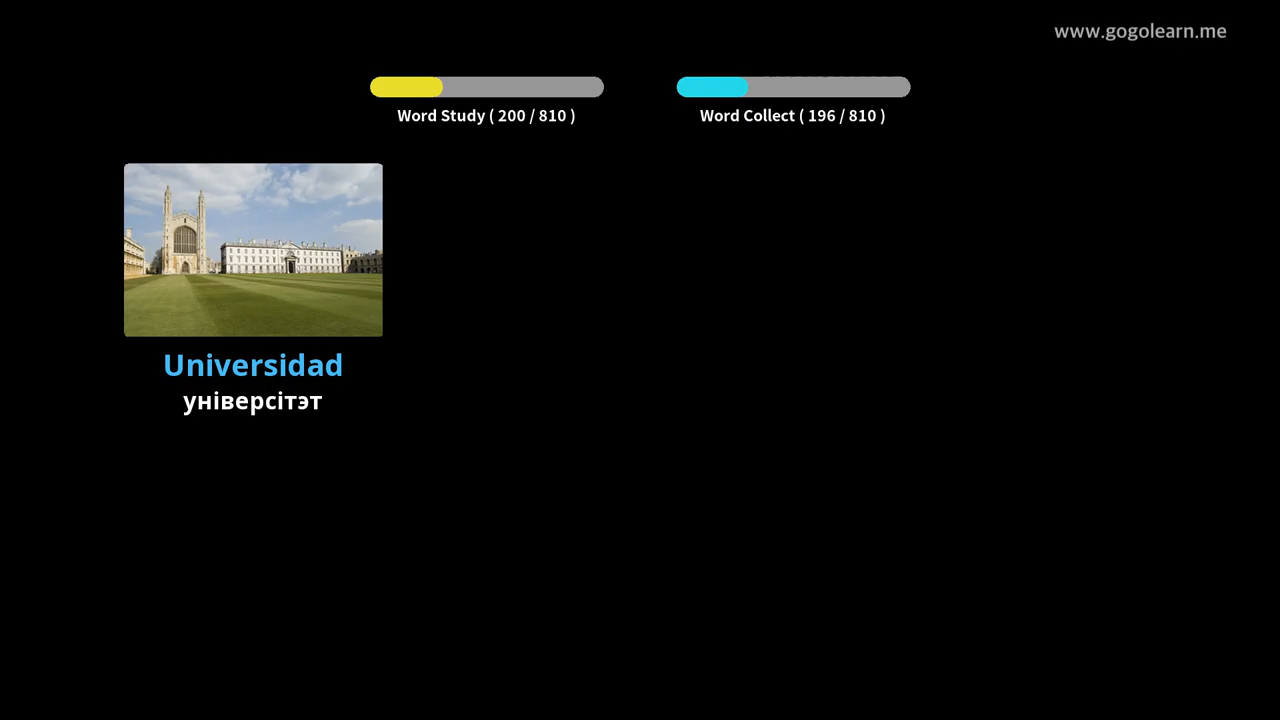 www.gogolearn.me
Word Study ( 200 / 810 )
Word Collect ( 196 / 810 )
Universidad
універсітэт